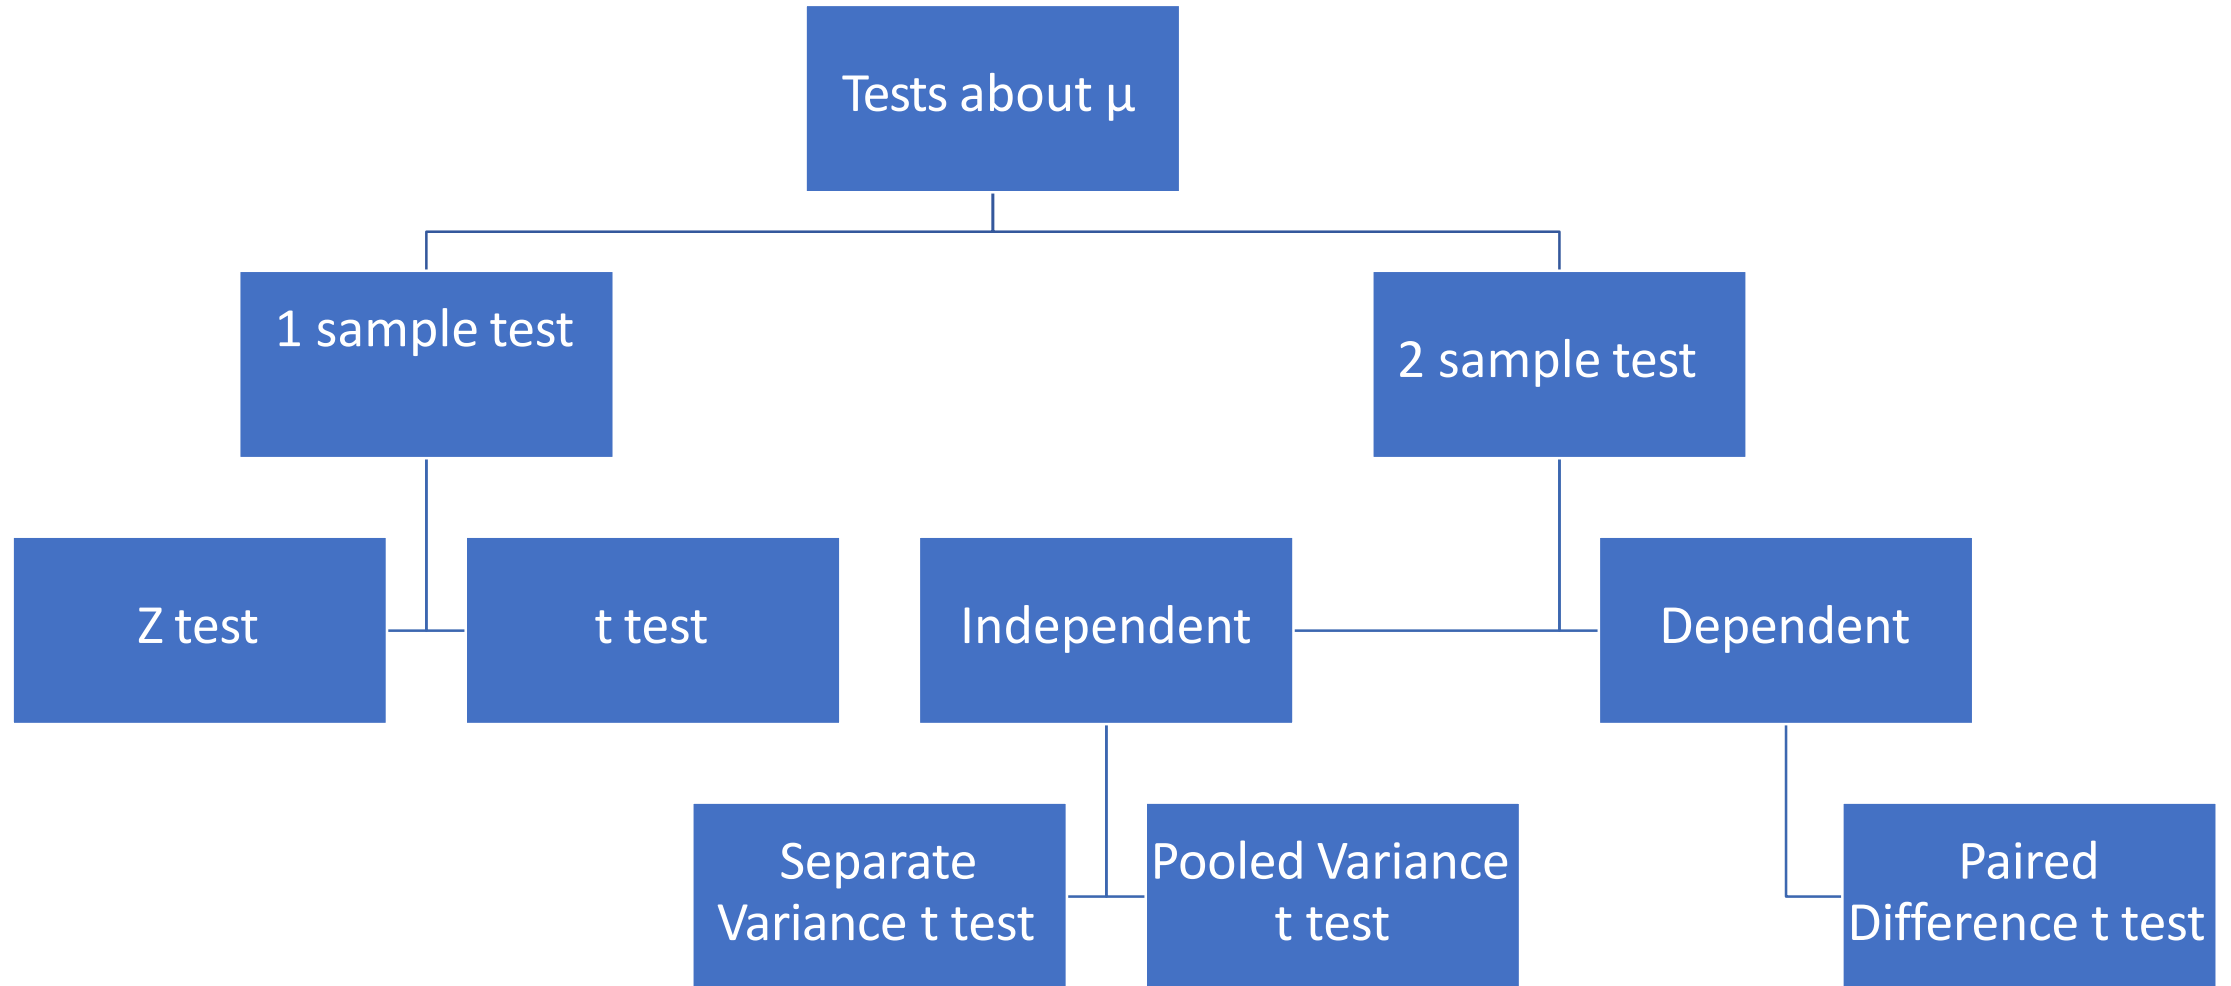 Tests about μ
1 sample test
2 sample test
Z test
t test
Independent
Dependent
Separate
Variance t test
Pooled Variance
t test
Paired
Difference t test